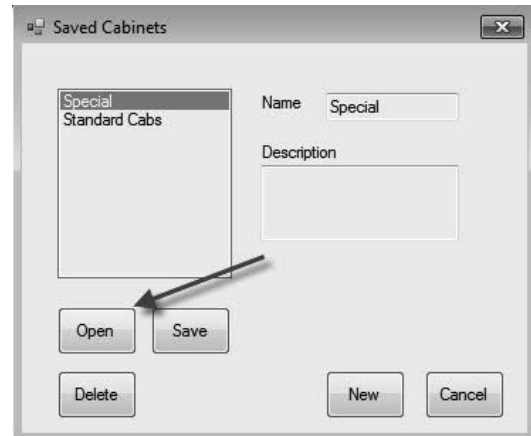 Saved Cabinets
Special
Standard Cabs
Name
Special
Description
Open
Save
Delete
New
Cancel